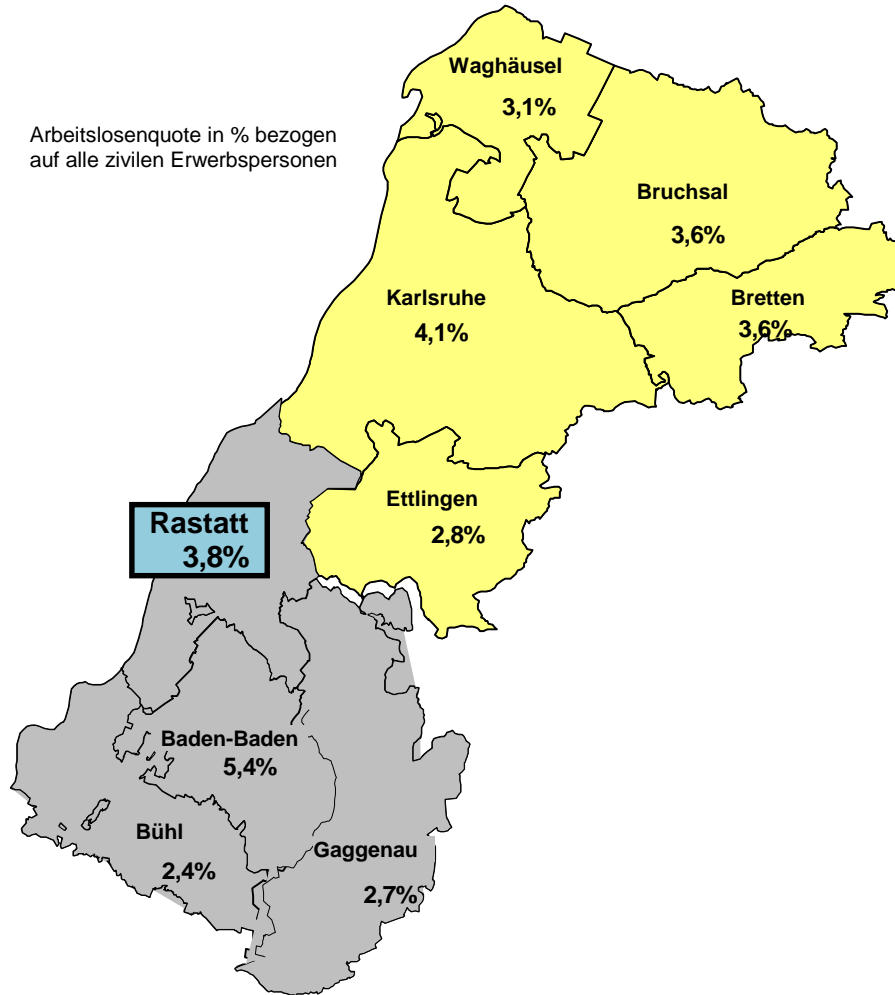 Waghäusel
3,1%
Arbeitslosenquote in % bezogen
auf alle zivilen Erwerbspersonen
Bruchsal
3,6%
Karlsruhe
4,1%
Bretten
3,6%
Ettlingen
2,8%
Rastatt
3,8%
Baden-Baden
5,4%
Bühl
2,4%
Gaggenau
2,7%